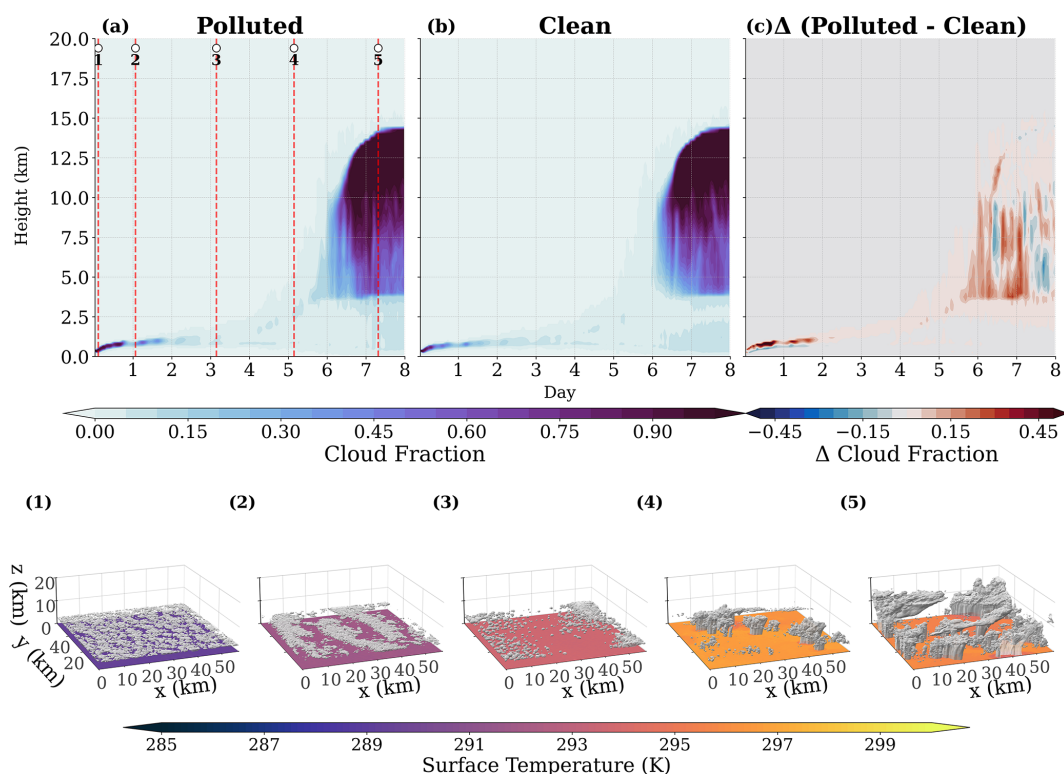 (a) Polluted (b) Clean (c) Δ (Polluted - Clean)
Height (km)
20.0
17.5
15.0
12.5
10.0
7.5
5.0
2.5
0.0
1 2 3 4 5
0 1 2 3 4 5 6 7 8
1 2 3 4 5 6 7 8
1 2 3 4 5 6 7 8
Day
0.00 0.15 0.30 0.45 0.60 0.75 0.90
Cloud Fraction
−0.45 −0.15 0.15 0.45
Δ Cloud Fraction
(1) (2) (3) (4) (5)
z (km)
20
10
0
y (km)
40
20
0 10 20 30 40 50
x (km)
0 10 20 30 40 50
x (km)
0 10 20 30 40 50
x (km)
0 10 20 30 40 50
x (km)
0 10 20 30 40 50
x (km)
285 287 289 291 293 295 297 299
Surface Temperature (K)